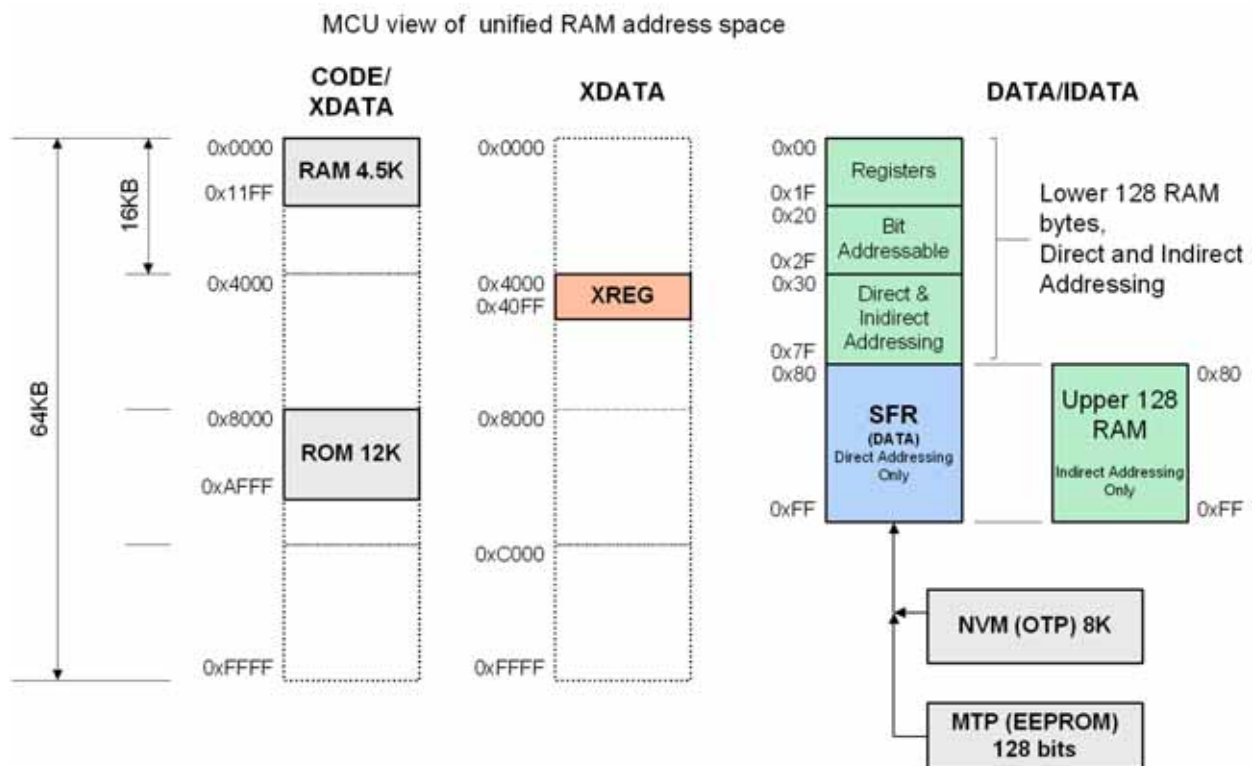 MCU view of unified RAM address space
CODE/
XDATA
XDATA
DATA/IDATA
64KB
16KB
0x0000
0x11FF
0x4000
0x8000
0xAFFF
0xFFFF
RAM 4.5K
ROM 12K
0x0000
0x4000
0x40FF
0x8000
0xC000
0xFFFF
XREG
0x00
0x1F
0x20
0x2F
0x30
0x7F
0x80
0xFF
Registers
Bit
Addressable
Direct &
Inidirect
Addressing
SFR
(DATA)
Direct Addressing
Only
Lower 128 RAM
bytes,
Direct and Indirect
Addressing
Upper 128
RAM
Indirect Addressing
Only
0x80
0xFF
NVM (OTP) 8K
MTP (EEPROM)
128 bits